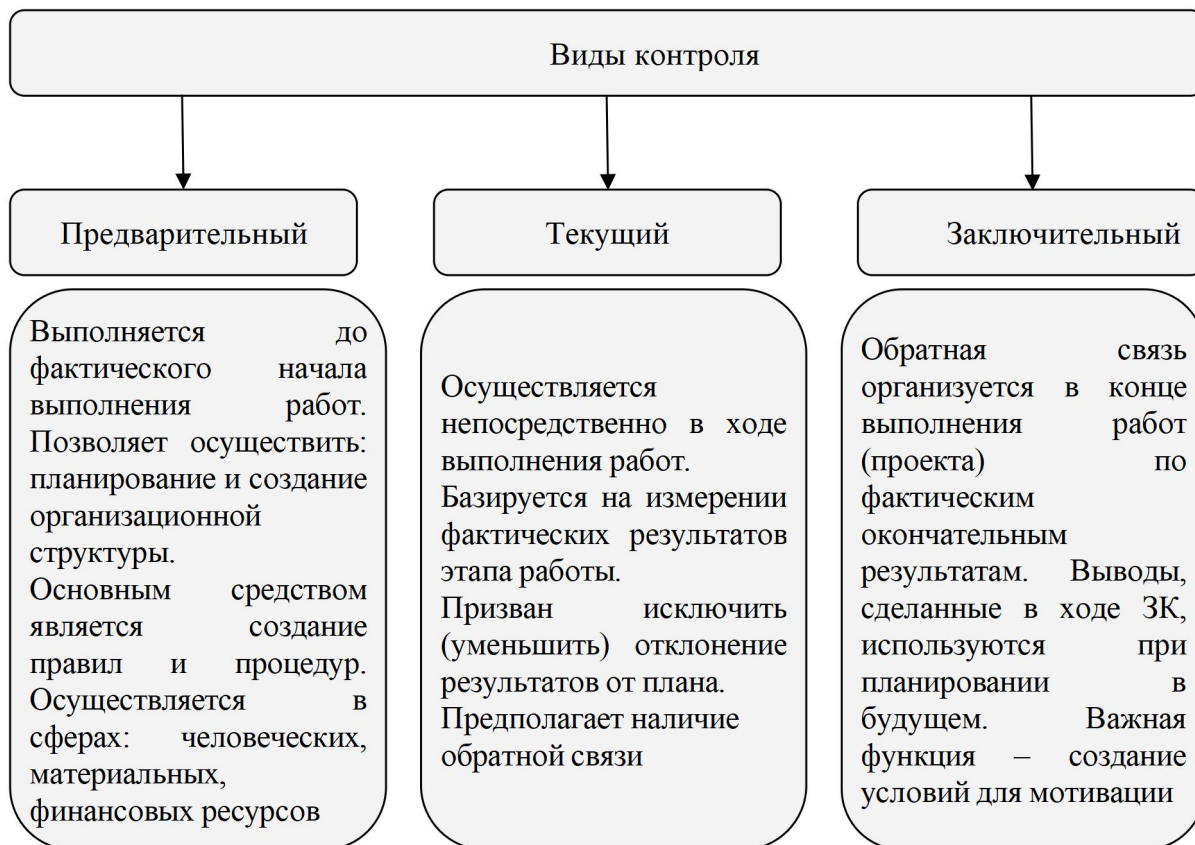 Виды контроля
Предварительный
Текущий
Заключительный
Выполняется до
фактического начала
выполнения работ.
Позволяет осуществить:
планирование и создание
организационной
структуры.
Основным средством
является создание
правил и процедур.
Осуществляется в
сферах: человеческих,
материальных,
финансовых ресурсов
Осуществляется
непосредственно в ходе
выполнения работ.
Базируется на измерении
фактических результатов
этапа работы.
Призван исключить
(уменьшить) отклонение
результатов от плана.
Предполагает наличие
обратной связи
Обратная связь
организуется в конце
выполнения работ
(проекта) по
фактическим
окончательным
результатам. Выводы,
сделанные в ходе ЗК,
используются при
планировании в
будущем. Важная
функция – создание
условий для мотивации